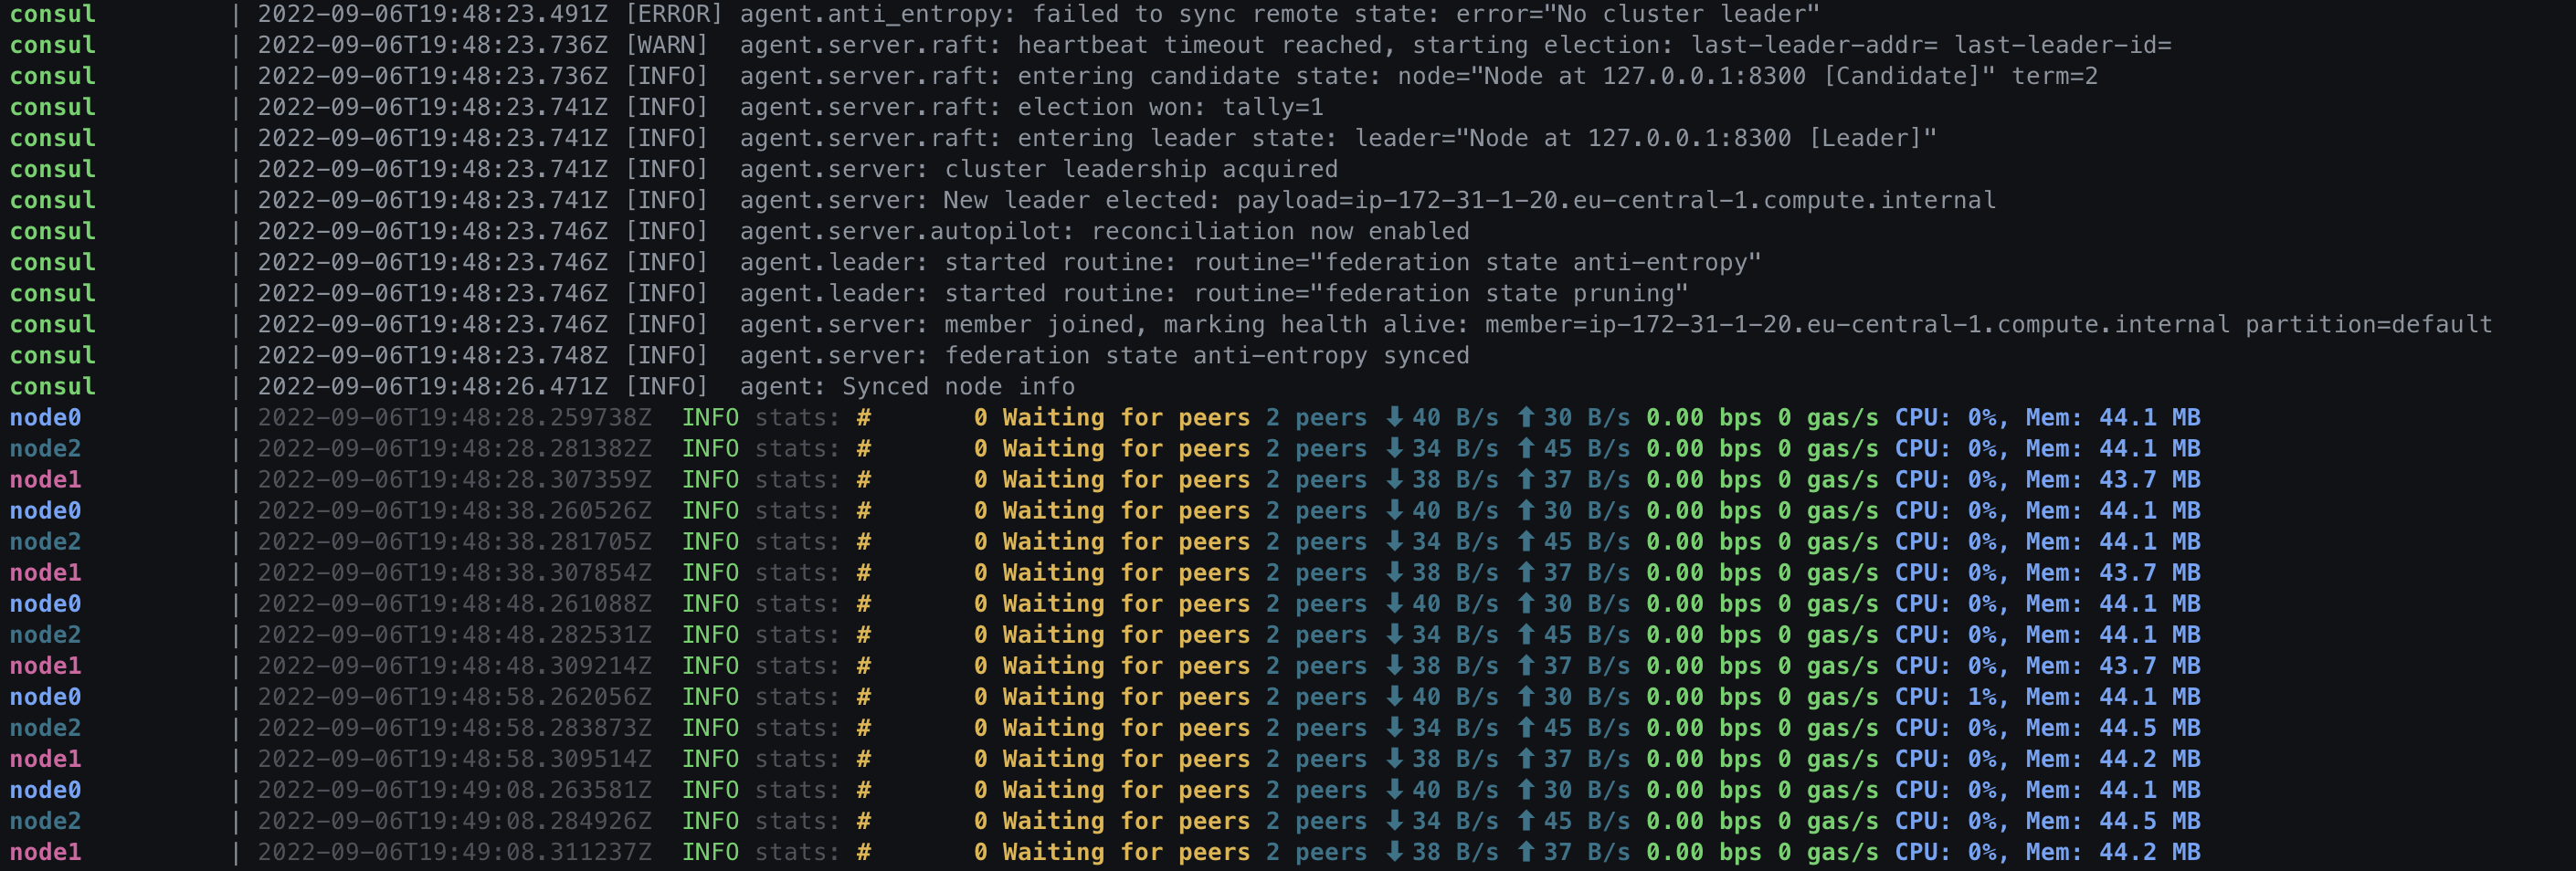 consul | 2022-09-06T19:48:23.491Z [ERROR] agent.anti_entropy: failed to sync remote state: error="No cluster leader"
consul | 2022-09-06T19:48:23.736Z [WARN] agent.server.raft: heartbeat timeout reached, starting election: last-leader-addr= last-leader-id=
consul | 2022-09-06T19:48:23.736Z [INFO] agent.server.raft: entering candidate state: node="Node at 127.0.0.1:8300 [Candidate]" term=2
consul | 2022-09-06T19:48:23.741Z [INFO] agent.server.raft: election won: tally=1
consul | 2022-09-06T19:48:23.741Z [INFO] agent.server.raft: entering leader state: leader="Node at 127.0.0.1:8300 [Leader]"
consul | 2022-09-06T19:48:23.741Z [INFO] agent.server: cluster leadership acquired
consul | 2022-09-06T19:48:23.741Z [INFO] agent.server: New leader elected: payload=ip-172-31-1-20.eu-central-1.compute.internal
consul | 2022-09-06T19:48:23.746Z [INFO] agent.server.autopilot: reconciliation now enabled
consul | 2022-09-06T19:48:23.746Z [INFO] agent.leader: started routine: routine="federation state anti-entropy"
consul | 2022-09-06T19:48:23.746Z [INFO] agent.leader: started routine: routine="federation state pruning"
consul | 2022-09-06T19:48:23.746Z [INFO] agent.server: member joined, marking health alive: member=ip-172-31-1-20.eu-central-1.compute.internal partition=default
consul | 2022-09-06T19:48:23.748Z [INFO] agent.server: federation state anti-entropy synced
consul | 2022-09-06T19:48:26.471Z [INFO] agent: Synced node info
node0 | 2022-09-06T19:48:28.259738Z INFO stats: # 0 Waiting for peers 2 peers ⬇ 40 B/s ⬆ 30 B/s 0.00 bps 0 gas/s CPU: 0%, Mem: 44.1 MB
node2 | 2022-09-06T19:48:28.281382Z INFO stats: # 0 Waiting for peers 2 peers ⬇ 34 B/s ⬆ 45 B/s 0.00 bps 0 gas/s CPU: 0%, Mem: 44.1 MB
node1 | 2022-09-06T19:48:28.307359Z INFO stats: # 0 Waiting for peers 2 peers ⬇ 38 B/s ⬆ 37 B/s 0.00 bps 0 gas/s CPU: 0%, Mem: 43.7 MB
node0 | 2022-09-06T19:48:38.260526Z INFO stats: # 0 Waiting for peers 2 peers ⬇ 40 B/s ⬆ 30 B/s 0.00 bps 0 gas/s CPU: 0%, Mem: 44.1 MB
node2 | 2022-09-06T19:48:38.281705Z INFO stats: # 0 Waiting for peers 2 peers ⬇ 34 B/s ⬆ 45 B/s 0.00 bps 0 gas/s CPU: 0%, Mem: 44.1 MB
node1 | 2022-09-06T19:48:38.307854Z INFO stats: # 0 Waiting for peers 2 peers ⬇ 38 B/s ⬆ 37 B/s 0.00 bps 0 gas/s CPU: 0%, Mem: 43.7 MB
node0 | 2022-09-06T19:48:48.261088Z INFO stats: # 0 Waiting for peers 2 peers ⬇ 40 B/s ⬆ 30 B/s 0.00 bps 0 gas/s CPU: 0%, Mem: 44.1 MB
node2 | 2022-09-06T19:48:48.282531Z INFO stats: # 0 Waiting for peers 2 peers ⬇ 34 B/s ⬆ 45 B/s 0.00 bps 0 gas/s CPU: 0%, Mem: 44.1 MB
node1 | 2022-09-06T19:48:48.309214Z INFO stats: # 0 Waiting for peers 2 peers ⬇ 38 B/s ⬆ 37 B/s 0.00 bps 0 gas/s CPU: 0%, Mem: 43.7 MB
node0 | 2022-09-06T19:48:58.262056Z INFO stats: # 0 Waiting for peers 2 peers ⬇ 40 B/s ⬆ 30 B/s 0.00 bps 0 gas/s CPU: 1%, Mem: 44.1 MB
node2 | 2022-09-06T19:48:58.283873Z INFO stats: # 0 Waiting for peers 2 peers ⬇ 34 B/s ⬆ 45 B/s 0.00 bps 0 gas/s CPU: 0%, Mem: 44.5 MB
node1 | 2022-09-06T19:48:58.309514Z INFO stats: # 0 Waiting for peers 2 peers ⬇ 38 B/s ⬆ 37 B/s 0.00 bps 0 gas/s CPU: 0%, Mem: 44.2 MB
node0 | 2022-09-06T19:49:08.263581Z INFO stats: # 0 Waiting for peers 2 peers ⬇ 40 B/s ⬆ 30 B/s 0.00 bps 0 gas/s CPU: 0%, Mem: 44.1 MB
node2 | 2022-09-06T19:49:08.284926Z INFO stats: # 0 Waiting for peers 2 peers ⬇ 34 B/s ⬆ 45 B/s 0.00 bps 0 gas/s CPU: 0%, Mem: 44.5 MB
node1 | 2022-09-06T19:49:08.311237Z INFO stats: # 0 Waiting for peers 2 peers ⬇ 38 B/s ⬆ 37 B/s 0.00 bps 0 gas/s CPU: 0%, Mem: 44.2 MB